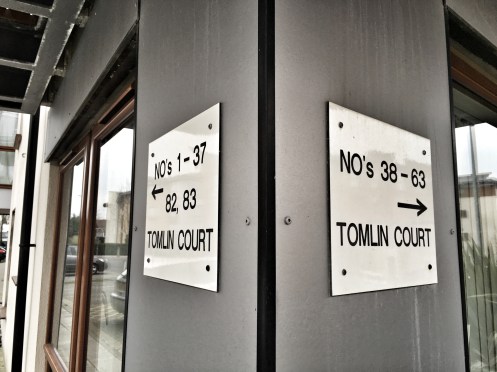 NO's 1-37
← 82, 83
TOMLIN COURT
NO's 38-63
→
TOMLIN COURT